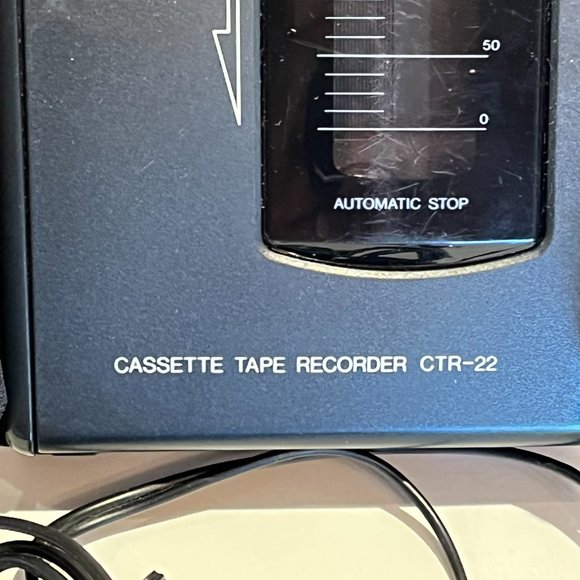 50
0
AUTOMATIC STOP
CASSETTE TAPE RECORDER CTR-22